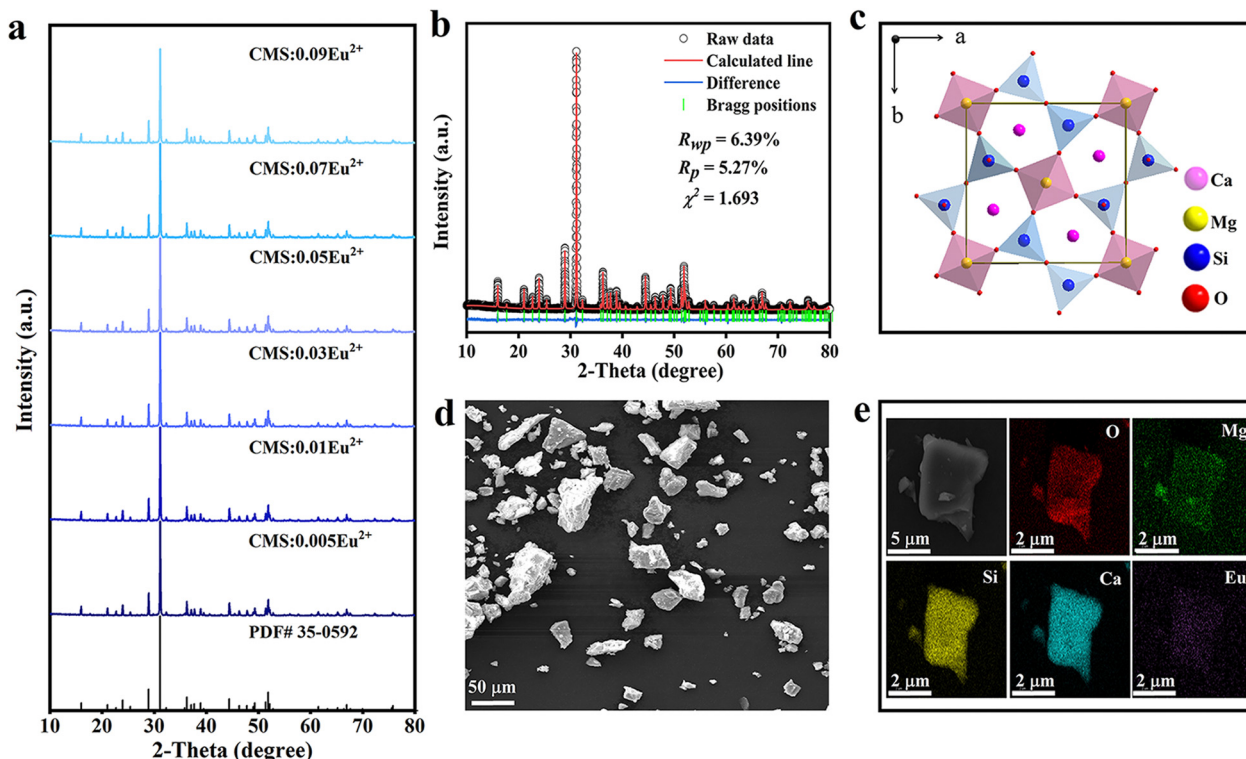 a
CMS:0.09Eu²⁺
CMS:0.07Eu²⁺
CMS:0.05Eu²⁺
CMS:0.03Eu²⁺
CMS:0.01Eu²⁺
CMS:0.005Eu²⁺
PDF# 35-0592
Intensity (a.u.)
10 20 30 40 50 60 70 80
2-Theta (degree)
b
Raw data
Calculated line
Difference
Bragg positions
Rwp = 6.39%
Rp = 5.27%
χ² = 1.693
Intensity (a.u.)
10 20 30 40 50 60 70 80
2-Theta (degree)
c
a
b
Ca
Mg
Si
O
d
50 μm
e
O
Mg
5 μm
2 μm
2 μm
Si
Ca
Eu
2 μm
2 μm
2 μm